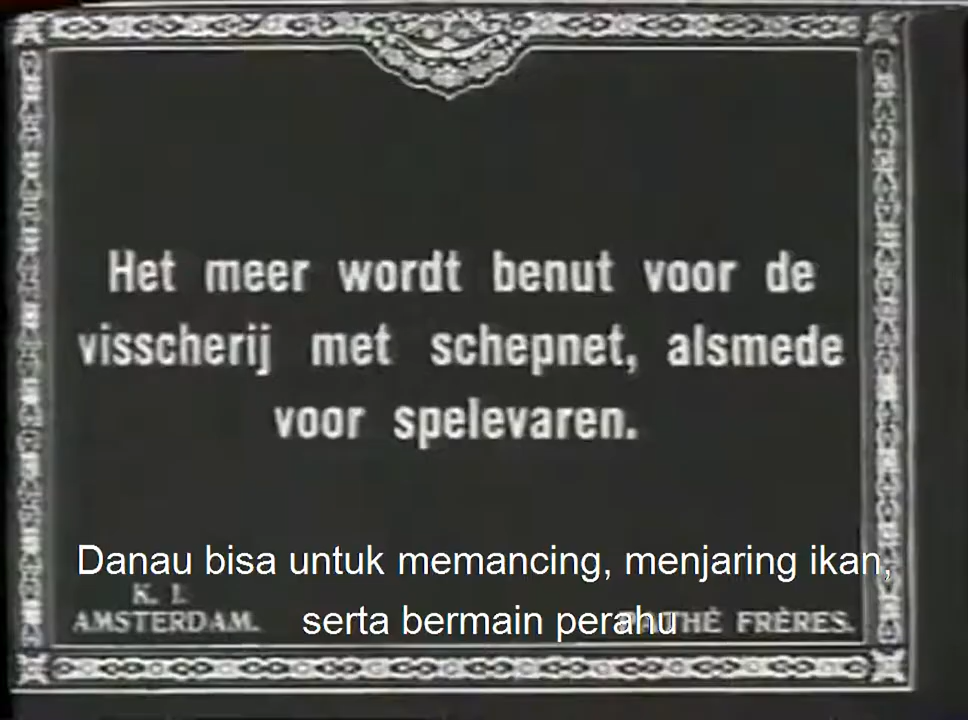 Het meer wordt benut voor de
visscherij met schepnet, alsmede
voor spelevaren.
Danau bisa untuk memancing, menjaring ikan,
K. I.
AMSTERDAM.
serta bermain perahu
PATHÉ FRÈRES.